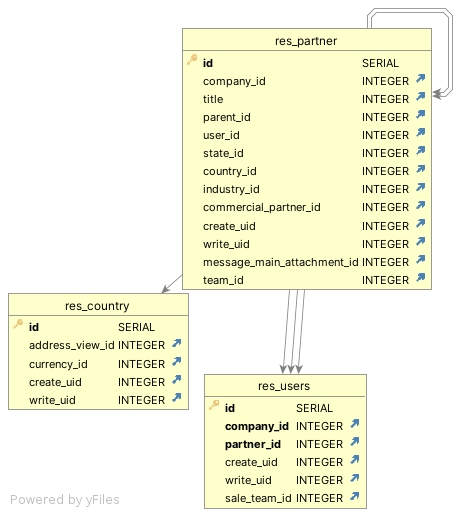 res_partner
id SERIAL
company_id INTEGER
title INTEGER
parent_id INTEGER
user_id INTEGER
state_id INTEGER
country_id INTEGER
industry_id INTEGER
commercial_partner_id INTEGER
create_uid INTEGER
write_uid INTEGER
message_main_attachment_id INTEGER
team_id INTEGER
res_country
id SERIAL
address_view_id INTEGER
currency_id INTEGER
create_uid INTEGER
write_uid INTEGER
res_users
id SERIAL
company_id INTEGER
partner_id INTEGER
create_uid INTEGER
write_uid INTEGER
sale_team_id INTEGER
Powered by yFiles